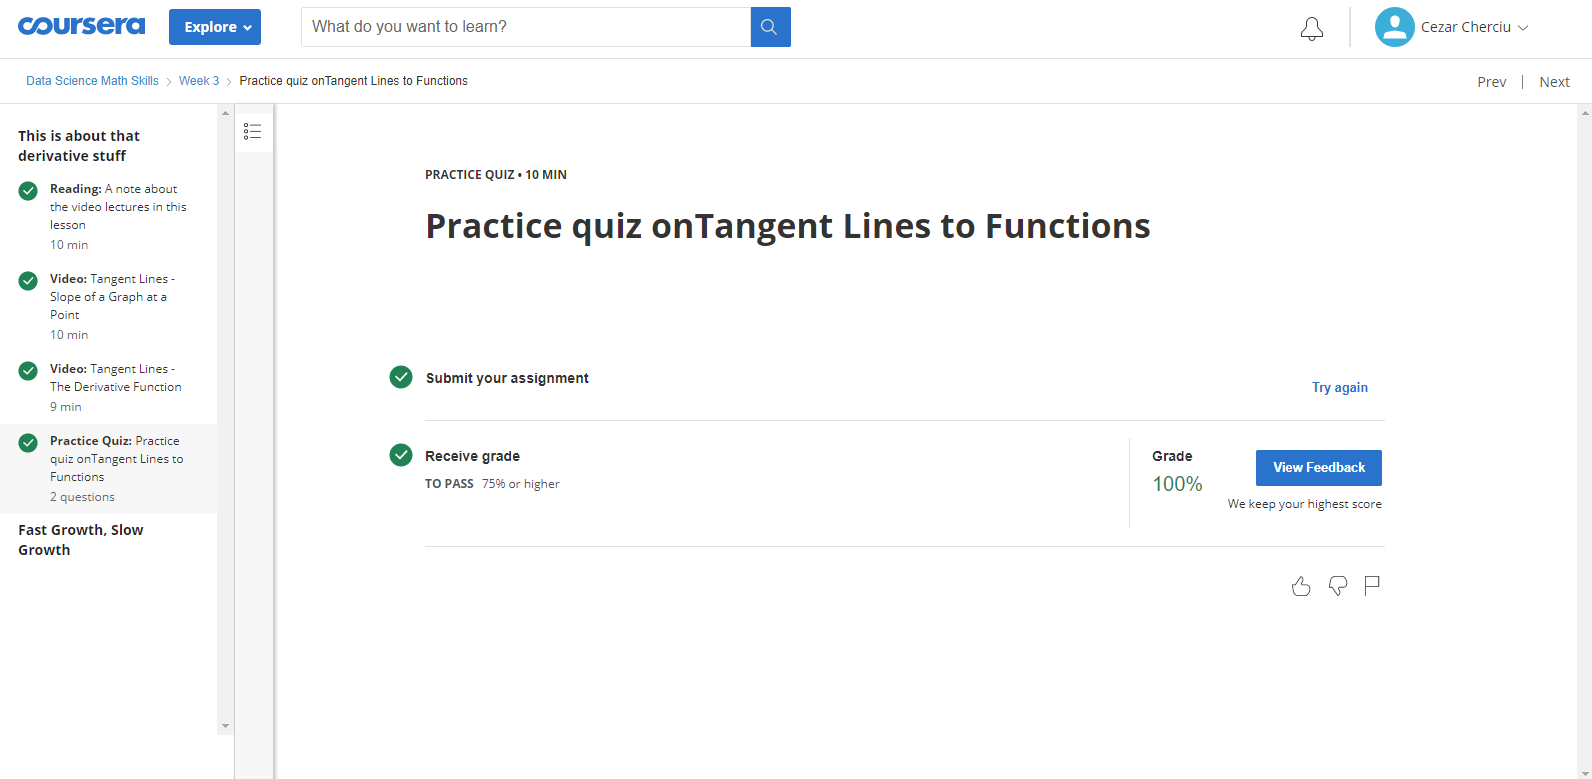 coursera
Explore
What do you want to learn?
Cezar Cherciu
Data Science Math Skills
Week 3
Practice quiz onTangent Lines to Functions
Prev
Next
This is about that
derivative stuff
Reading: A note about
the video lectures in this
lesson
10 min
Video: Tangent Lines -
Slope of a Graph at a
Point
10 min
Video: Tangent Lines -
The Derivative Function
9 min
Practice Quiz: Practice
quiz onTangent Lines to
Functions
2 questions
Fast Growth, Slow
Growth
PRACTICE QUIZ • 10 MIN
Practice quiz onTangent Lines to Functions
Submit your assignment
Try again
Receive grade
TO PASS 75% or higher
Grade
100%
View Feedback
We keep your highest score